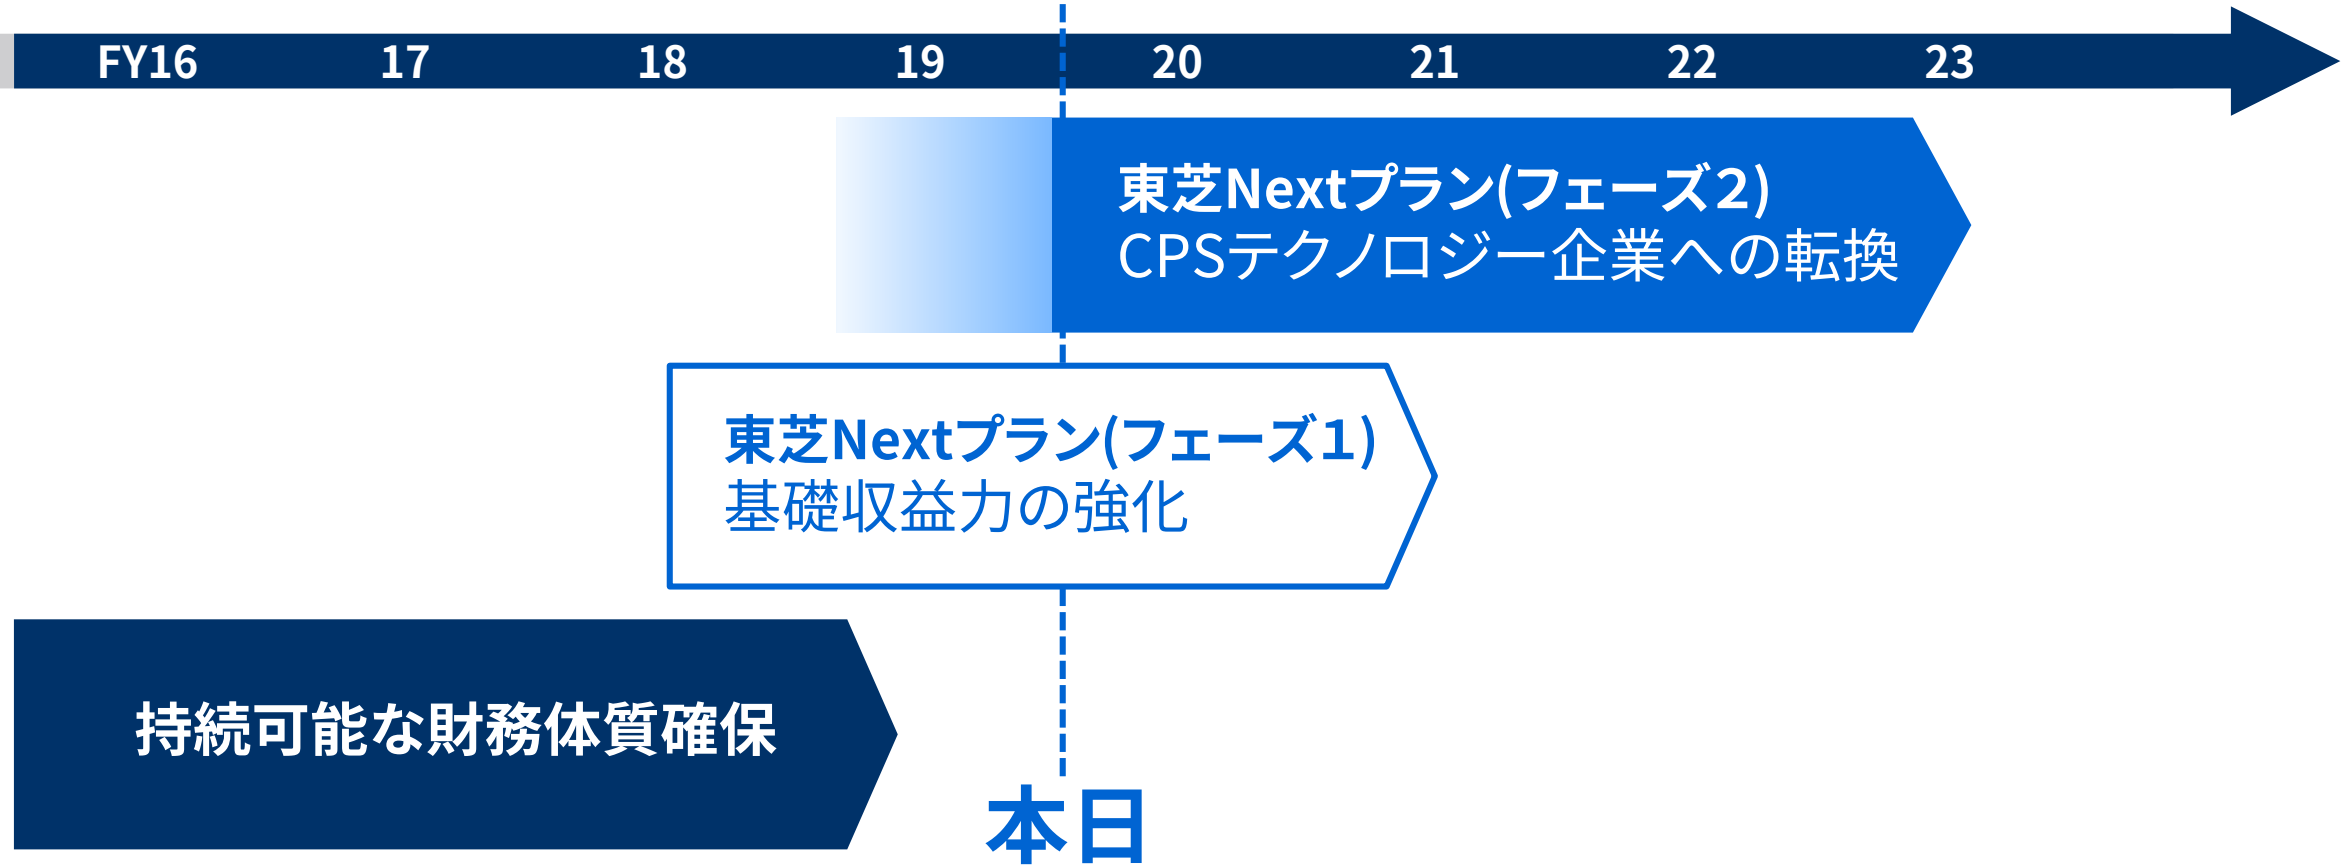 FY16 17 18 19 20 21 22 23
東芝Nextプラン(フェーズ２)
CPSテクノロジー企業への転換
東芝Nextプラン(フェーズ１)
基礎収益力の強化
持続可能な財務体質確保
本日